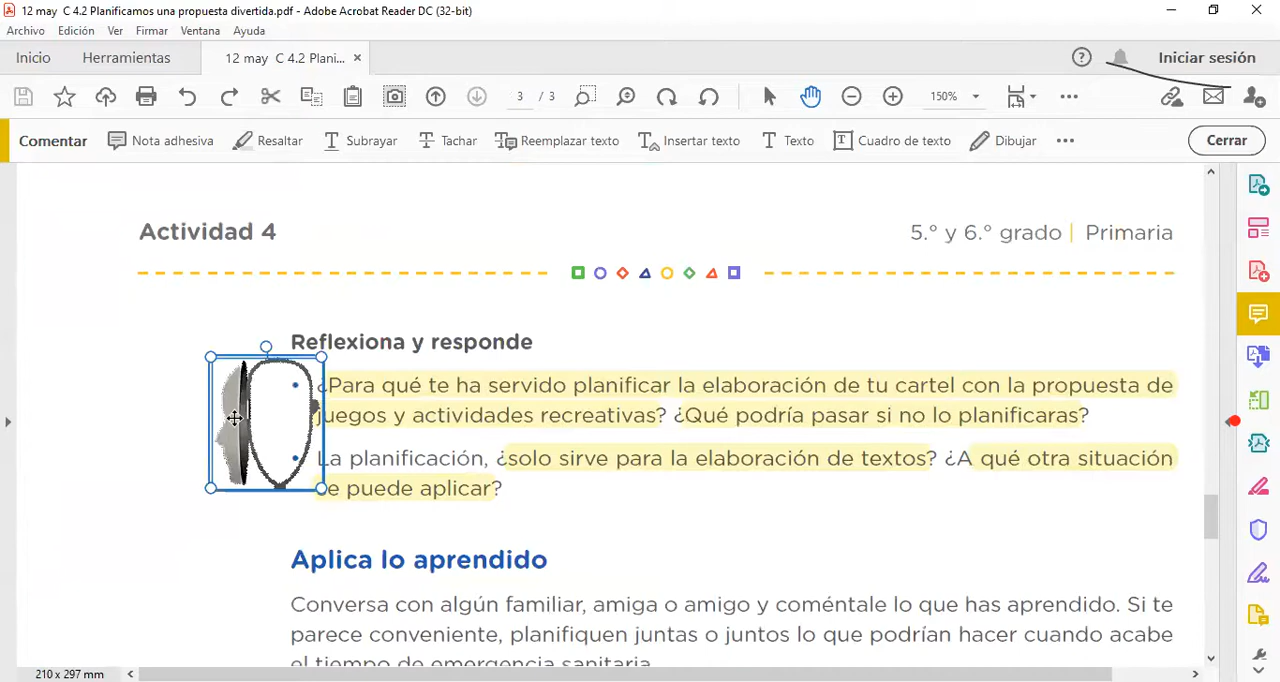 12 may  C 4.2 Planificamos una propuesta divertida.pdf - Adobe Acrobat Reader DC (32-bit)
Archivo Edición Ver Firmar Ventana Ayuda
Inicio Herramientas 12 may  C 4.2 Plani... × ? Iniciar sesión
3 / 3 150%
Comentar Nota adhesiva Resaltar Subrayar Tachar Reemplazar texto Insertar texto Texto Cuadro de texto Dibujar Cerrar
Actividad 4 5.° y 6.° grado | Primaria
Reflexiona y responde
• ¿Para qué te ha servido planificar la elaboración de tu cartel con la propuesta de
juegos y actividades recreativas? ¿Qué podría pasar si no lo planificaras?
• La planificación, ¿solo sirve para la elaboración de textos? ¿A qué otra situación
se puede aplicar?
Aplica lo aprendido
Conversa con algún familiar, amiga o amigo y coméntale lo que has aprendido. Si te
parece conveniente, planifiquen juntas o juntos lo que podrían hacer cuando acabe
el tiempo de emergencia sanitaria.
210 x 297 mm